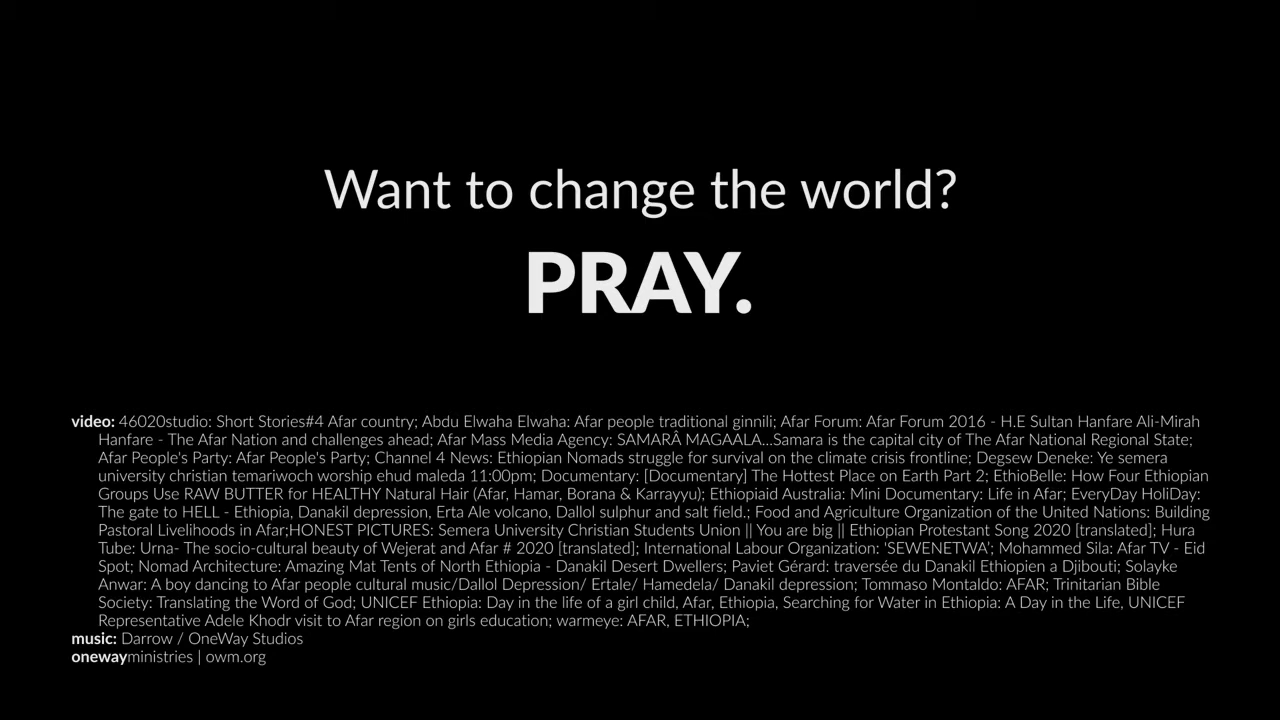 Want to change the world?
PRAY.
video: 46020studio: Short Stories#4 Afar country; Abdu Elwaha Elwaha: Afar people traditional ginnili; Afar Forum: Afar Forum 2016 - H.E Sultan Hanfare Ali-Mirah
Hanfare - The Afar Nation and challenges ahead; Afar Mass Media Agency: SAMARÂ MAGAALA...Samara is the capital city of The Afar National Regional State;
Afar People's Party: Afar People's Party; Channel 4 News: Ethiopian Nomads struggle for survival on the climate crisis frontline; Degsew Deneke: Ye semera
university christian temariwoch worship ehud maleda 11:00pm; Documentary: [Documentary] The Hottest Place on Earth Part 2; EthioBelle: How Four Ethiopian
Groups Use RAW BUTTER for HEALTHY Natural Hair (Afar, Hamar, Borana & Karrayyu); Ethiopiaid Australia: Mini Documentary: Life in Afar; EveryDay HoliDay:
The gate to HELL - Ethiopia, Danakil depression, Erta Ale volcano, Dallol sulphur and salt field.; Food and Agriculture Organization of the United Nations: Building
Pastoral Livelihoods in Afar;HONEST PICTURES: Semera University Christian Students Union || You are big || Ethiopian Protestant Song 2020 [translated]; Hura
Tube: Urna- The socio-cultural beauty of Wejerat and Afar # 2020 [translated]; International Labour Organization: 'SEWENETWA'; Mohammed Sila: Afar TV - Eid
Spot; Nomad Architecture: Amazing Mat Tents of North Ethiopia - Danakil Desert Dwellers; Paviet Gérard: traversée du Danakil Ethiopien a Djibouti; Solayke
Anwar: A boy dancing to Afar people cultural music/Dallol Depression/ Ertale/ Hamedela/ Danakil depression; Tommaso Montaldo: AFAR; Trinitarian Bible
Society: Translating the Word of God; UNICEF Ethiopia: Day in the life of a girl child, Afar, Ethiopia, Searching for Water in Ethiopia: A Day in the Life, UNICEF
Representative Adele Khodr visit to Afar region on girls education; warmeye: AFAR, ETHIOPIA;
music: Darrow / OneWay Studios
onewayministries | owm.org